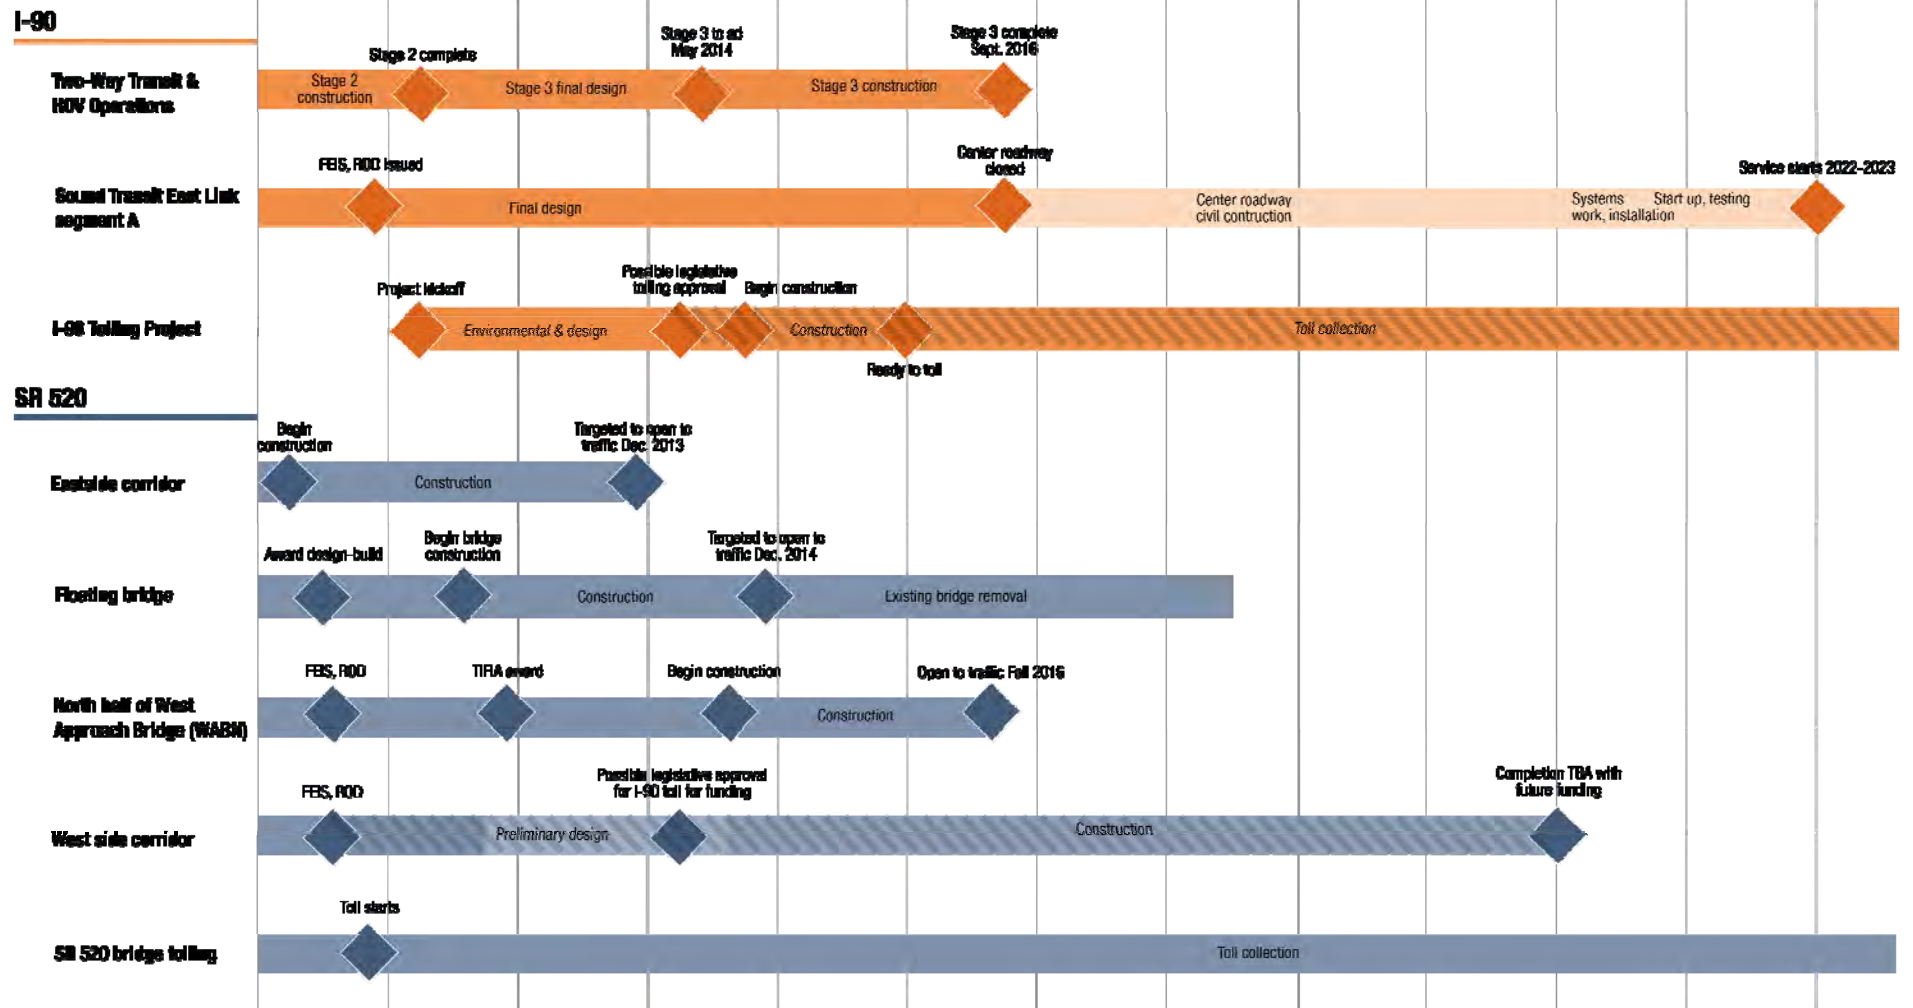 I-90
Stage 2 complete
Stage 3 to ad
May 2014
Stage 3 complete
Sept. 2016
Two-Way Transit &
HOV Operations
Stage 2
construction
Stage 3 final design
Stage 3 construction
FEIS, ROD issued
Center roadway
closed
Service starts 2022-2023
Sound Transit East Link
segment A
Final design
Center roadway
civil contruction
Systems
work, installation
Start up, testing
Project kickoff
Possible legislative
tolling approval
Begin construction
I-90 Tolling Project
Environmental & design
Construction
Toll collection
Ready to toll
SR 520
Begin
construction
Targeted to open to
traffic Dec. 2013
Eastside corridor
Construction
Award design-build
Begin bridge
construction
Targeted to open to
traffic Dec. 2014
Floating bridge
Construction
Existing bridge removal
FEIS, ROD
TIFIA award
Begin construction
Open to traffic Fall 2016
North half of West
Approach Bridge (WABN)
Construction
FEIS, ROD
Possible legislative approval
for I-90 toll for funding
Completion TBA with
future funding
West side corridor
Preliminary design
Construction
Toll starts
SR 520 bridge tolling
Toll collection